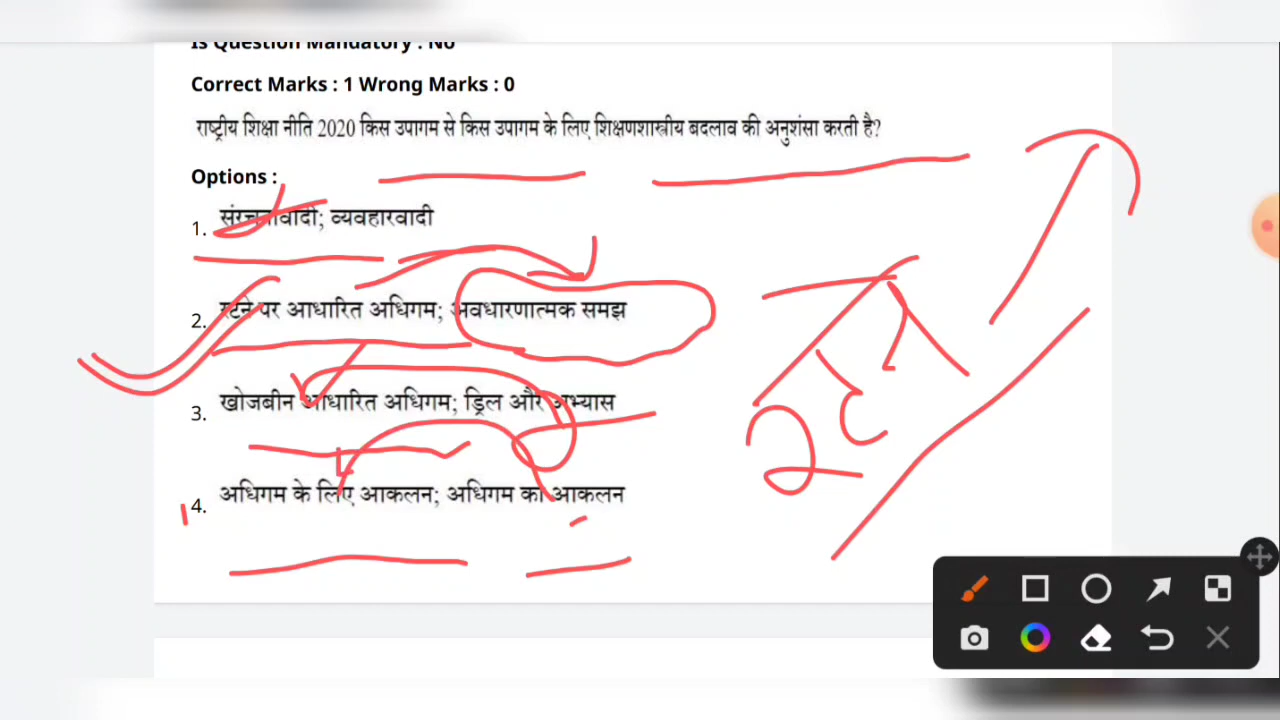 Is Question Mandatory : No
Correct Marks : 1 Wrong Marks : 0
राष्ट्रीय शिक्षा नीति 2020 किस उपागम से किस उपागम के लिए शिक्षणशास्त्रीय बदलाव की अनुशंसा करती है?
Options :
1. संरचनावादी; व्यवहारवादी
2. रटने पर आधारित अधिगम; अवधारणात्मक समझ
3. खोजबीन आधारित अधिगम; ड्रिल और अभ्यास
4. अधिगम के लिए आकलन; अधिगम का आकलन